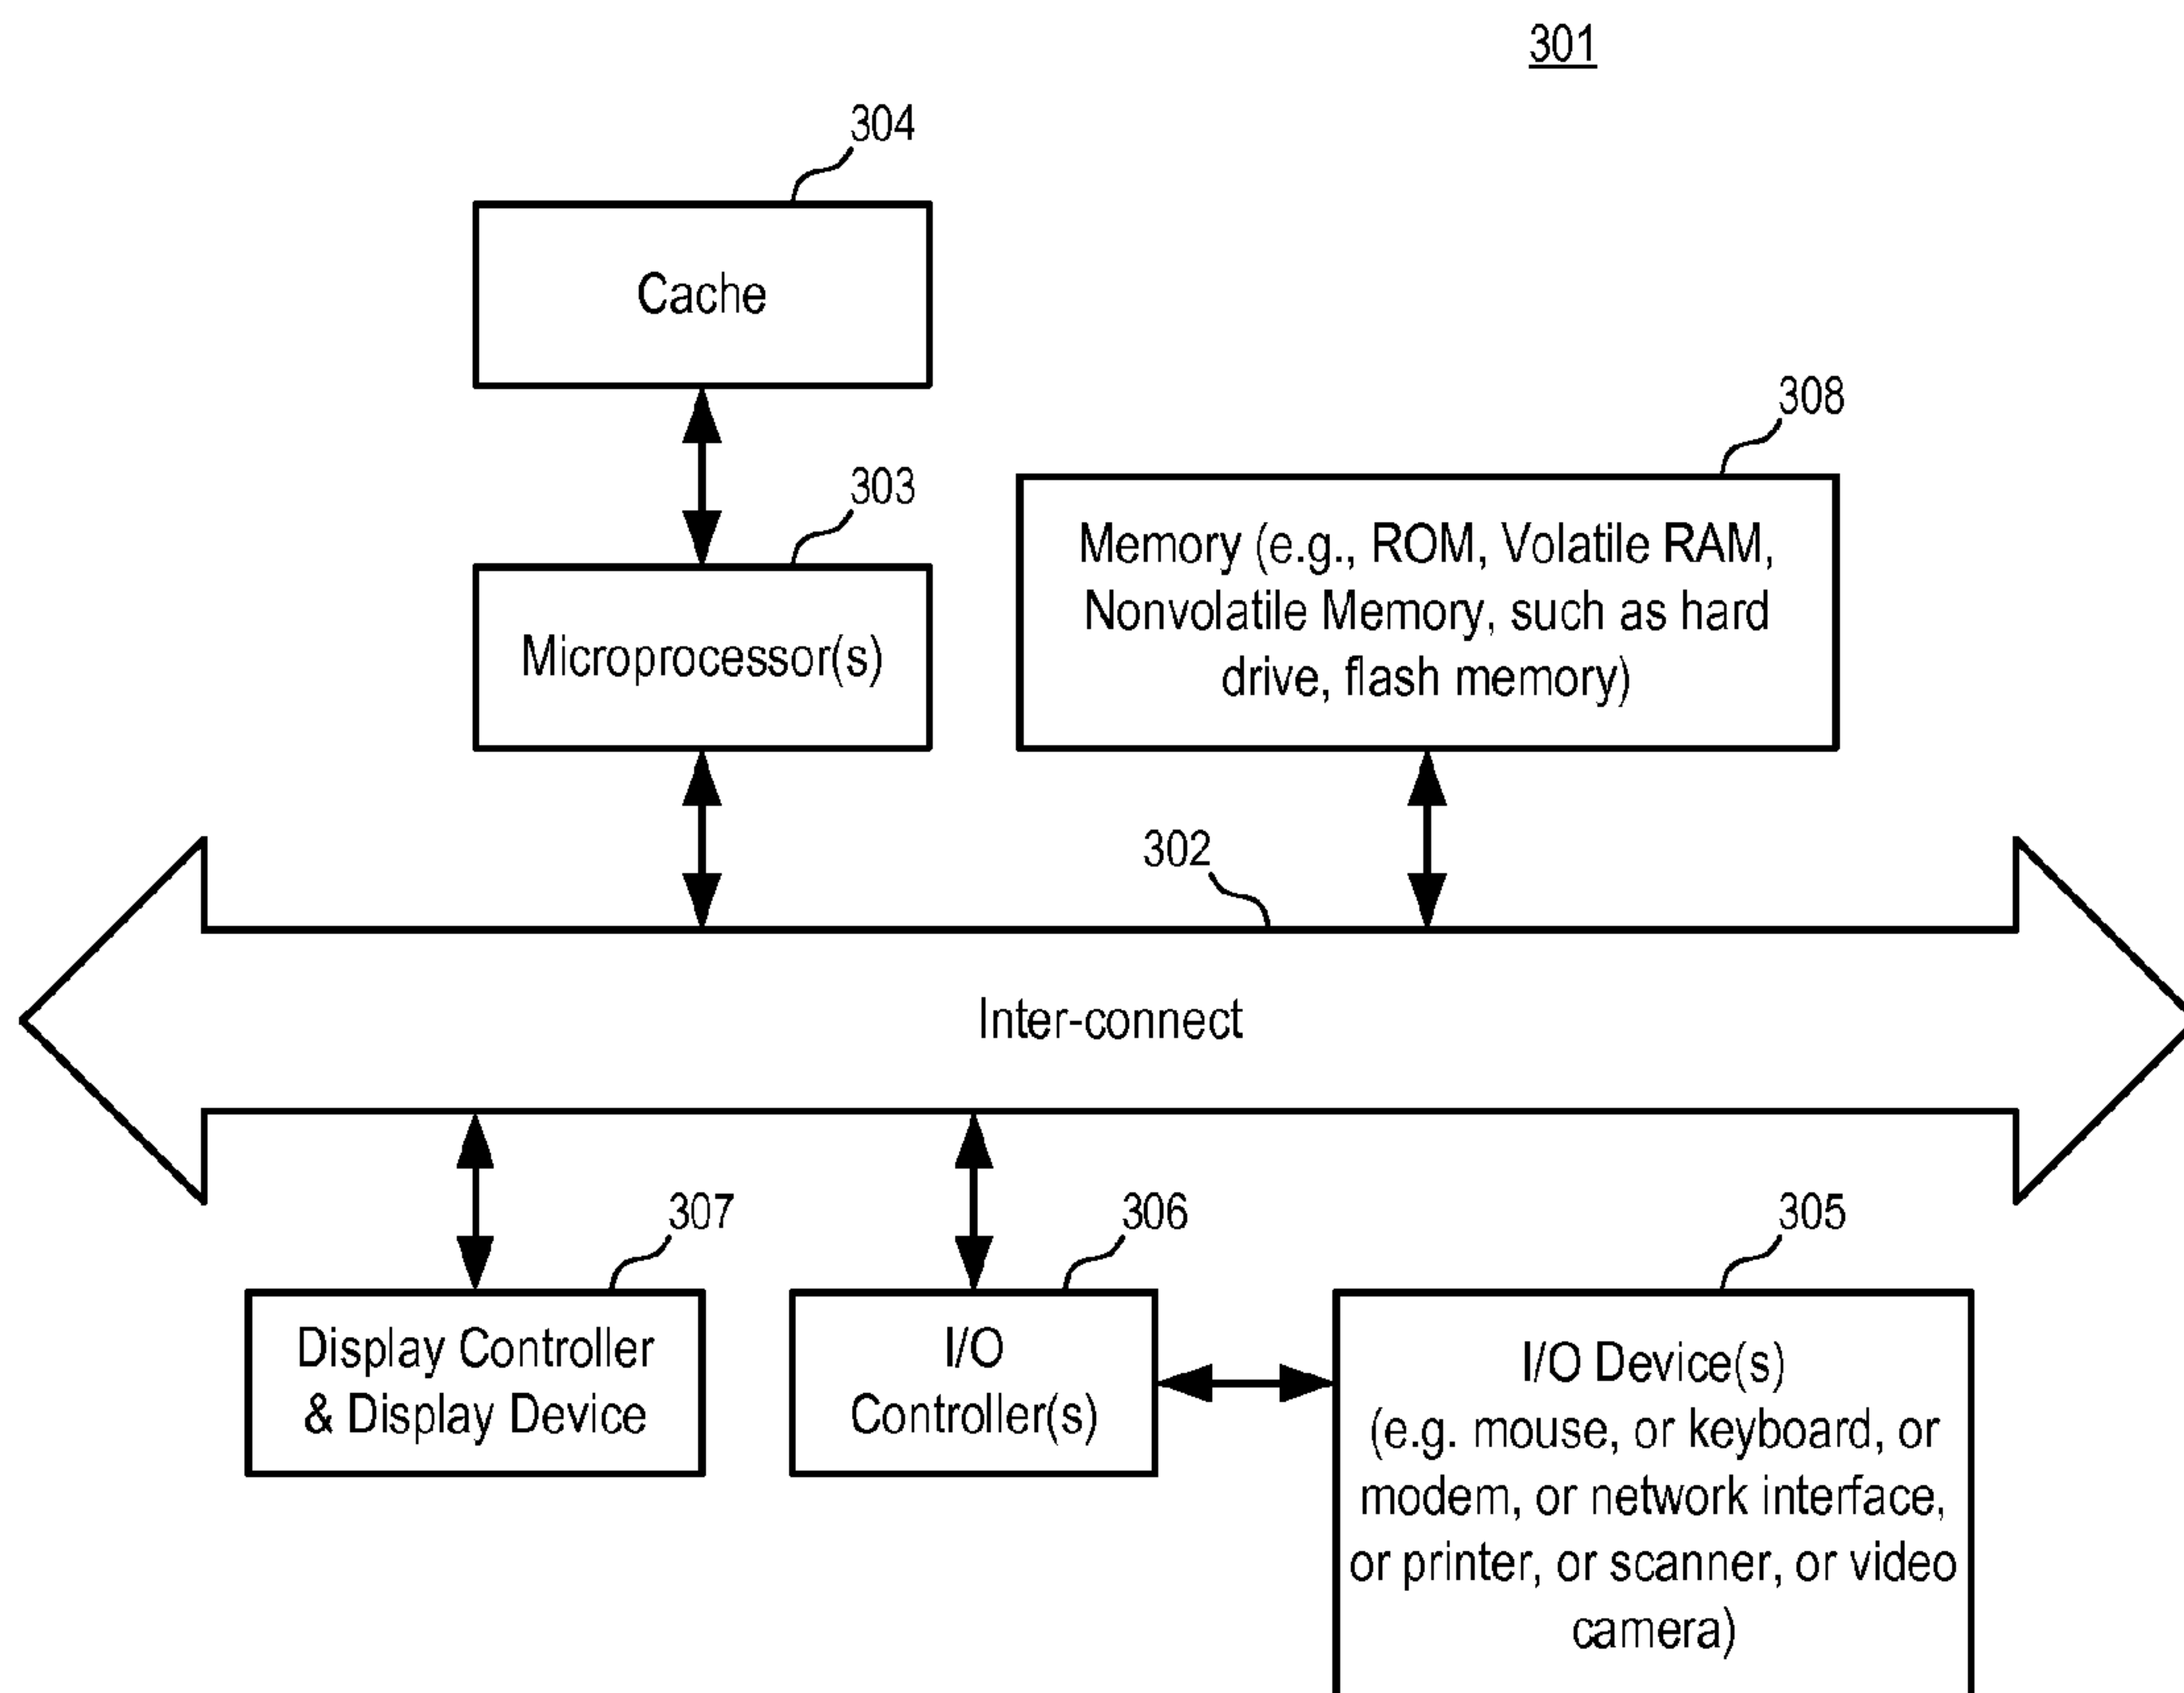 301
304
Cache
308
303
Memory (e.g., ROM, Volatile RAM,
Nonvolatile Memory, such as hard
drive, flash memory)
Microprocessor(s)
302
Inter-connect
307
306
305
Display Controller
& Display Device
I/O
Controller(s)
I/O Device(s)
(e.g. mouse, or keyboard, or
modem, or network interface,
or printer, or scanner, or video
camera)